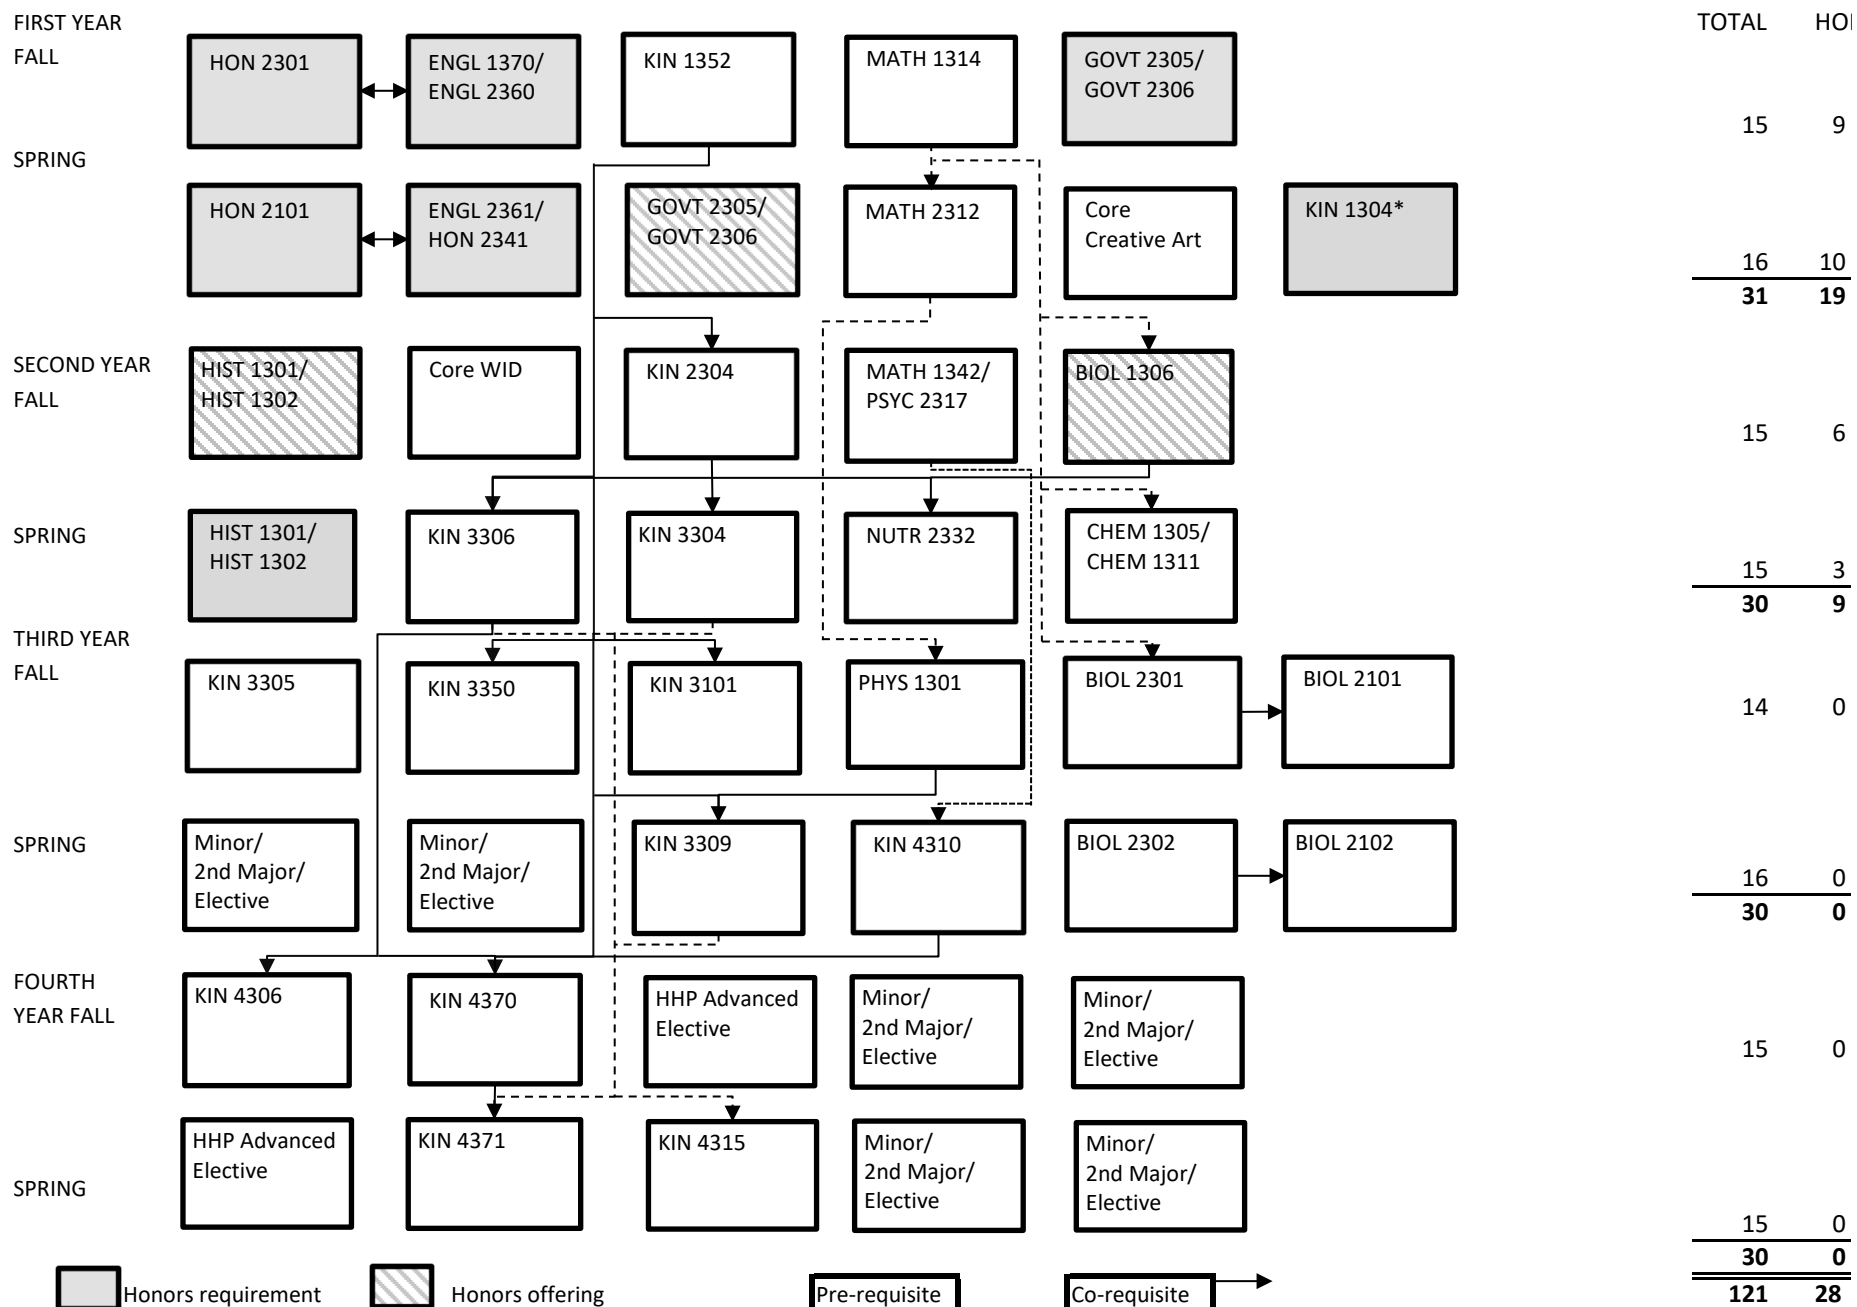 FIRST YEAR
FALL
TOTAL
HON 2301
ENGL 1370/
ENGL 2360
KIN 1352
MATH 1314
GOVT 2305/
GOVT 2306
15 9
SPRING
HON 2101
ENGL 2361/
HON 2341
GOVT 2305/
GOVT 2306
MATH 2312
Core
Creative Art
KIN 1304*
16 10
31 19
SECOND YEAR
FALL
HIST 1301/
HIST 1302
Core WID
KIN 2304
MATH 1342/
PSYC 2317
BIOL 1306
15 6
SPRING
HIST 1301/
HIST 1302
KIN 3306
KIN 3304
NUTR 2332
CHEM 1305/
CHEM 1311
15 3
30 9
THIRD YEAR
FALL
KIN 3305
KIN 3350
KIN 3101
PHYS 1301
BIOL 2301
BIOL 2101
14 0
SPRING
Minor/
2nd Major/
Elective
Minor/
2nd Major/
Elective
KIN 3309
KIN 4310
BIOL 2302
BIOL 2102
16 0
30 0
FOURTH
YEAR FALL
KIN 4306
KIN 4370
HHP Advanced
Elective
Minor/
2nd Major/
Elective
Minor/
2nd Major/
Elective
15 0
SPRING
HHP Advanced
Elective
KIN 4371
KIN 4315
Minor/
2nd Major/
Elective
Minor/
2nd Major/
Elective
15 0
30 0
121 28
Honors requirement
Honors offering
Pre-requisite
Co-requisite